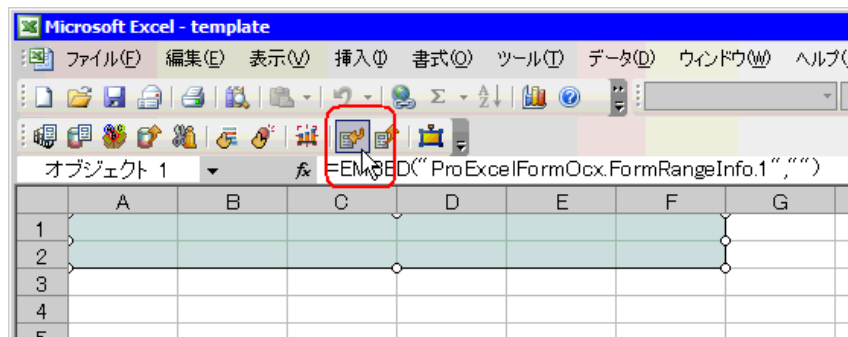 Microsoft Excel - template
ファイル(F) 編集(E) 表示(V) 挿入(I) 書式(O) ツール(T) データ(D) ウィンドウ(W) ヘルプ(
オブジェクト 1 fx =EMBED("ProExcelFormOcx.FormRangeInfo.1","")
A B C D E F G
1
2
3
4
5